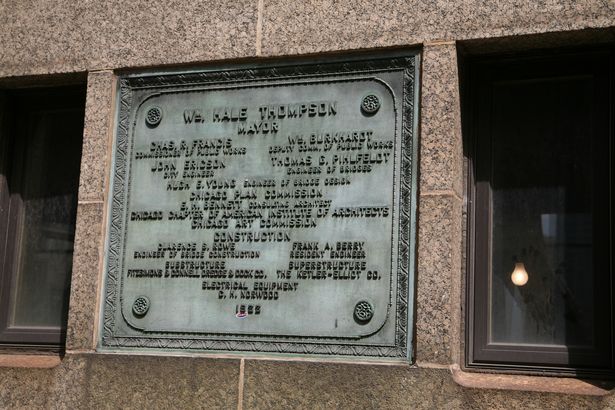 Wm. HALE THOMPSON
MAYOR
CHAS. R. FRANCIS
COMMISSIONER OF PUBLIC WORKS
Wm. BURKHARDT
DEPUTY COMM. OF PUBLIC WORKS
JOHN ERICSON
CITY ENGINEER
THOMAS G. PIHLFELDT
ENGINEER OF BRIDGES
HUGH E. YOUNG ENGINEER OF BRIDGE DESIGN
CHICAGO PLAN COMMISSION
E. H. BENNETT CONSULTING ARCHITECT
CHICAGO CHAPTER OF AMERICAN INSTITUTE OF ARCHITECTS
CHICAGO ART COMMISSION
CONSTRUCTION
CLARENCE S. ROWE
ENGINEER OF BRIDGE CONSTRUCTION
FRANK A. BERRY
RESIDENT ENGINEER
SUBSTRUCTURE
FITZSIMONS & CONNELL DREDGE & DOCK CO.
SUPERSTRUCTURE
THE KETLER-ELLIOT CO.
ELECTRICAL EQUIPMENT
C. H. NORWOOD